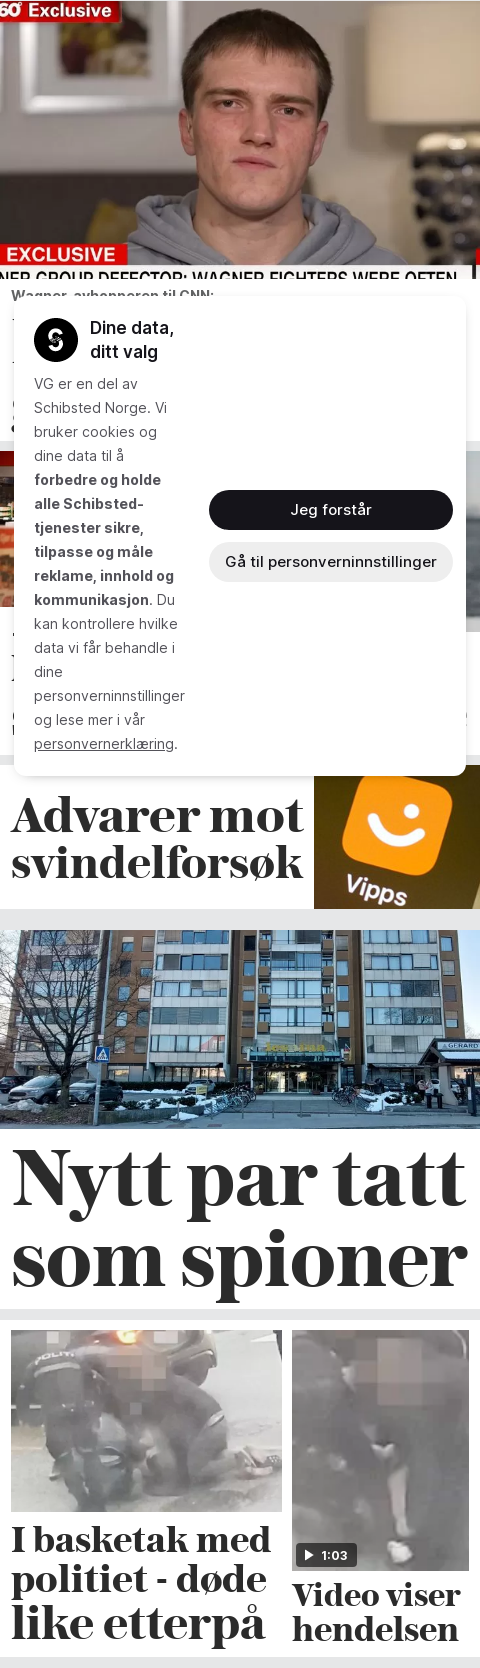 360° Exclusive
EXCLUSIVE
NER GROUP DEFECTOR: WAGNER FIGHTERS WERE OFTEN
Wagner-avhopperen til CNN:
Dine data,
ditt valg
VG er en del av
Schibsted Norge. Vi
bruker cookies og
dine data til å
forbedre og holde
alle Schibsted-
tjenester sikre,
tilpasse og måle
reklame, innhold og
kommunikasjon. Du
kan kontrollere hvilke
data vi får behandle i
dine
personverninnstillinger
og lese mer i vår
personvernerklæring.
Jeg forstår
Gå til personverninnstillinger
Advarer mot
svindelforsøk
Vipps
GERARD
Nytt par tatt
som spioner
POLITI
I basketak med
politiet - døde
like etterpå
1:03
Video viser
hendelsen